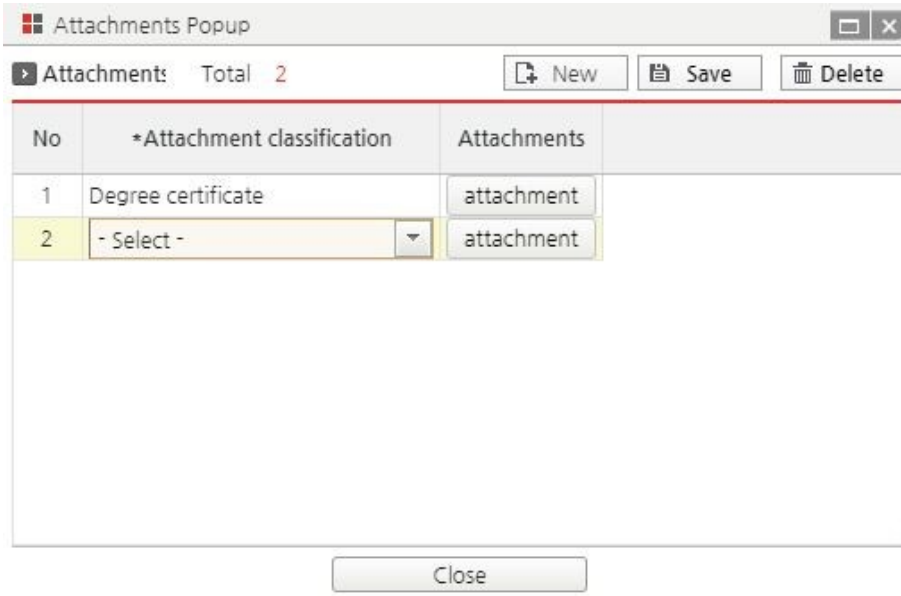 Attachments Popup
Attachments Total 2 New Save Delete
No *Attachment classification Attachments
1 Degree certificate attachment
2 - Select - attachment
Close